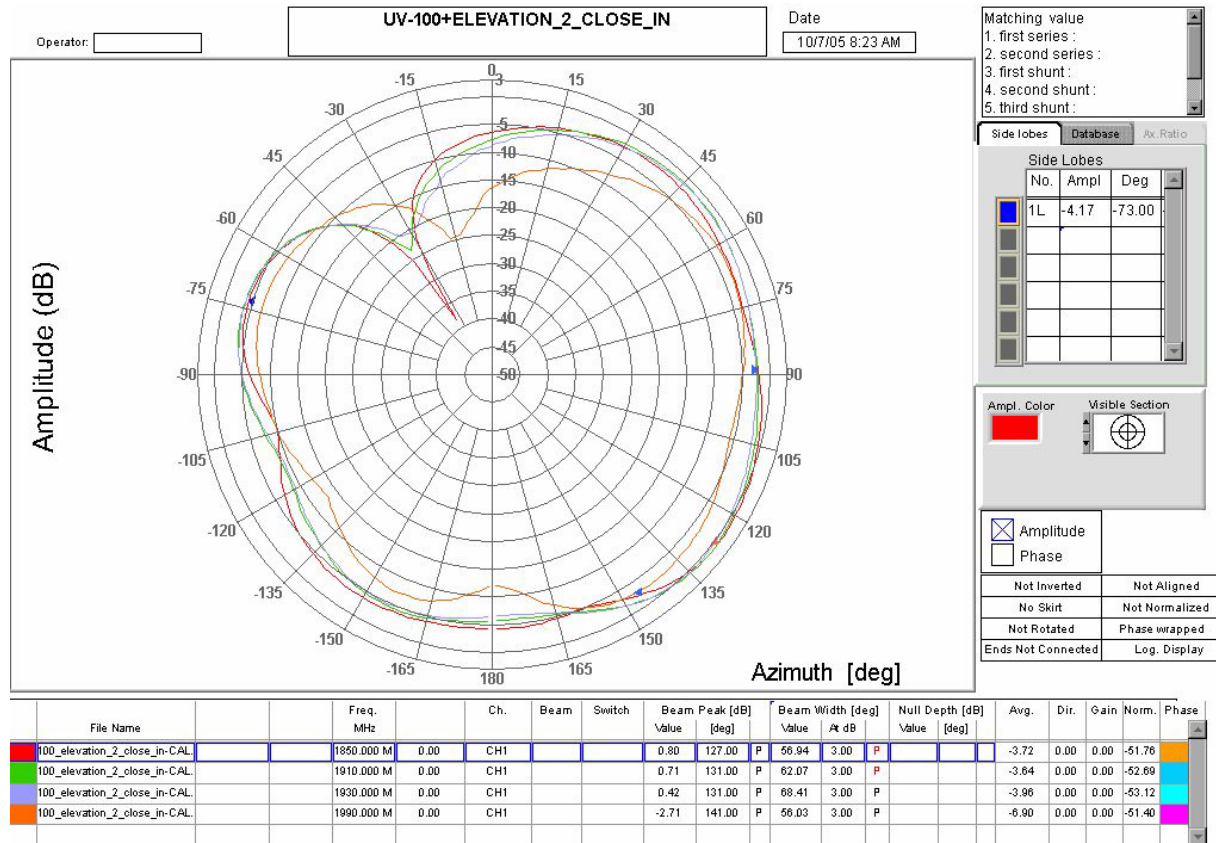 UV-100+ELEVATION_2_CLOSE_IN
Operator:
Date
10/7/05 8:23 AM
Matching value
1. first series :
2. second series :
3. first shunt :
4. second shunt :
5. third shunt :
Side lobes Database Ax.Ratio
Side Lobes
No. Ampl Deg
1L -4.17 -73.00
Ampl. Color Visible Section
Amplitude
Phase
Not Inverted Not Aligned
No Skirt Not Normalized
Not Rotated Phase wrapped
Ends Not Connected Log. Display
Amplitude (dB)
Azimuth [deg]
0
15
30
45
60
75
90
105
120
135
150
165
180
-165
-150
-135
-120
-105
-90
-75
-60
-45
-30
-15
3
-5
-10
-15
-20
-25
-30
-35
-40
-45
-50
File Name Freq. MHz Ch. Beam Switch Beam Peak [dB] Beam Width [deg] Null Depth [dB] Avg. Dir. Gain Norm. Phase
Value [deg] Value At dB Value [deg]
100_elevation_2_close_in-CAL. 1850.000 M 0.00 CH1 0.80 127.00 P 56.94 3.00 P -3.72 0.00 0.00 -51.76
100_elevation_2_close_in-CAL. 1910.000 M 0.00 CH1 0.71 131.00 P 62.07 3.00 P -3.64 0.00 0.00 -52.69
100_elevation_2_close_in-CAL. 1930.000 M 0.00 CH1 0.42 131.00 P 68.41 3.00 P -3.96 0.00 0.00 -53.12
100_elevation_2_close_in-CAL. 1990.000 M 0.00 CH1 -2.71 141.00 P 56.03 3.00 P -6.90 0.00 0.00 -51.40